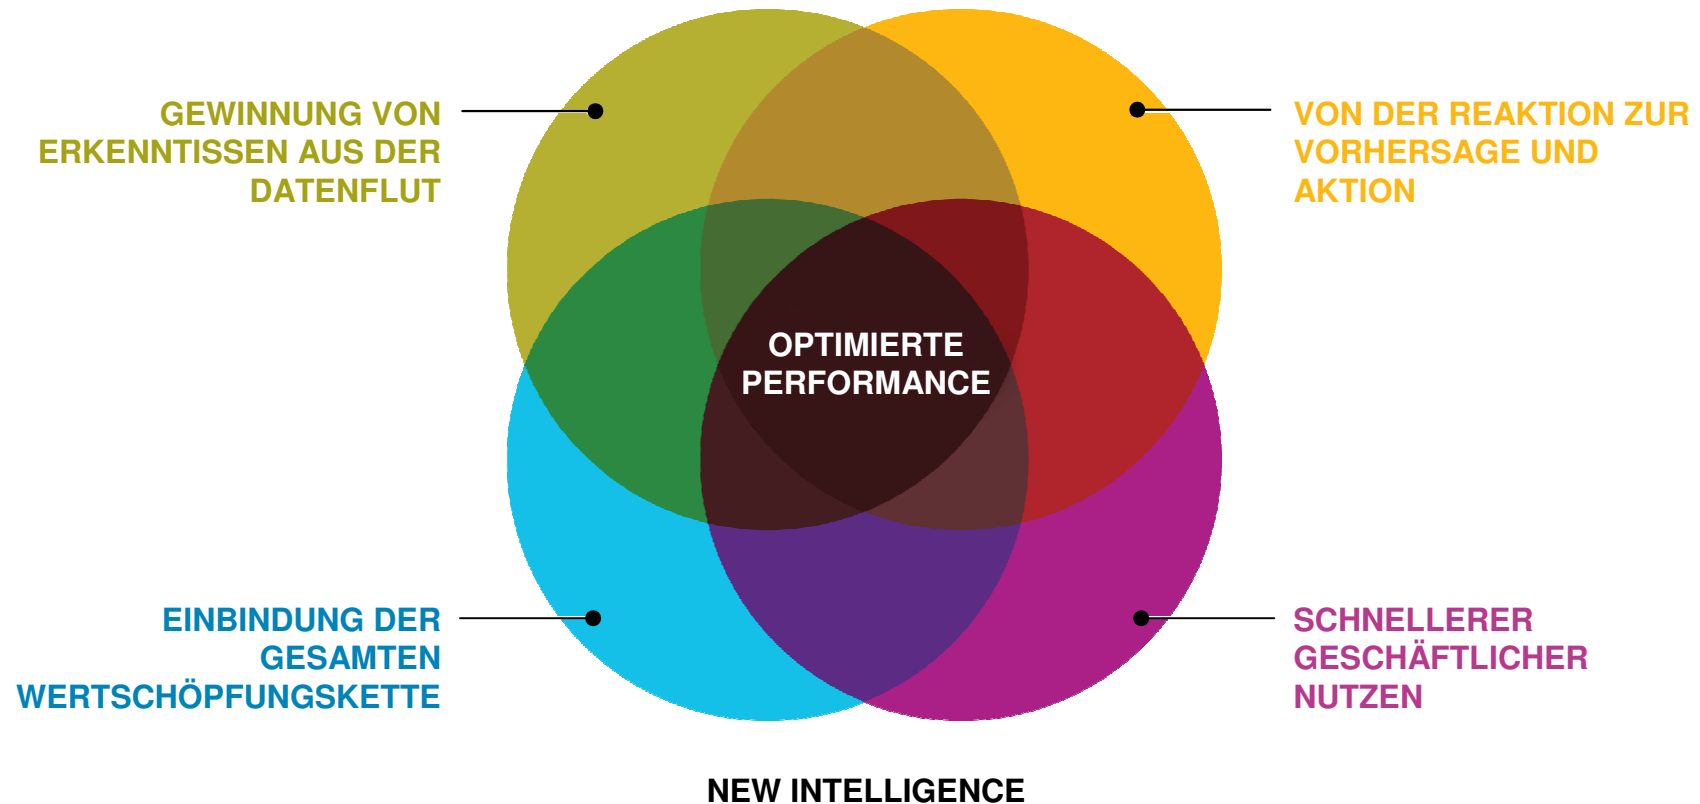 GEWINNUNG VON
ERKENNTISSEN AUS DER
DATENFLUT
VON DER REAKTION ZUR
VORHERSAGE UND
AKTION
OPTIMIERTE
PERFORMANCE
EINBINDUNG DER
GESAMTEN
WERTSCHÖPFUNGSKETTE
SCHNELLERER
GESCHÄFTLICHER
NUTZEN
NEW INTELLIGENCE